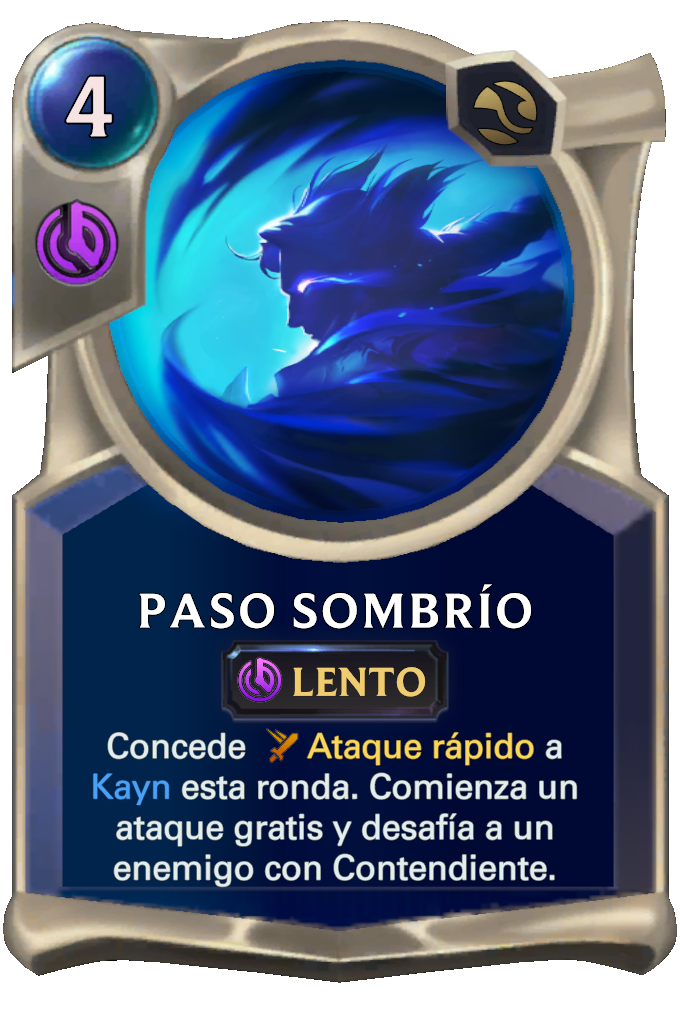 4
PASO SOMBRÍO
LENTO
Concede Ataque rápido a
Kayn esta ronda. Comienza un
ataque gratis y desafía a un
enemigo con Contendiente.